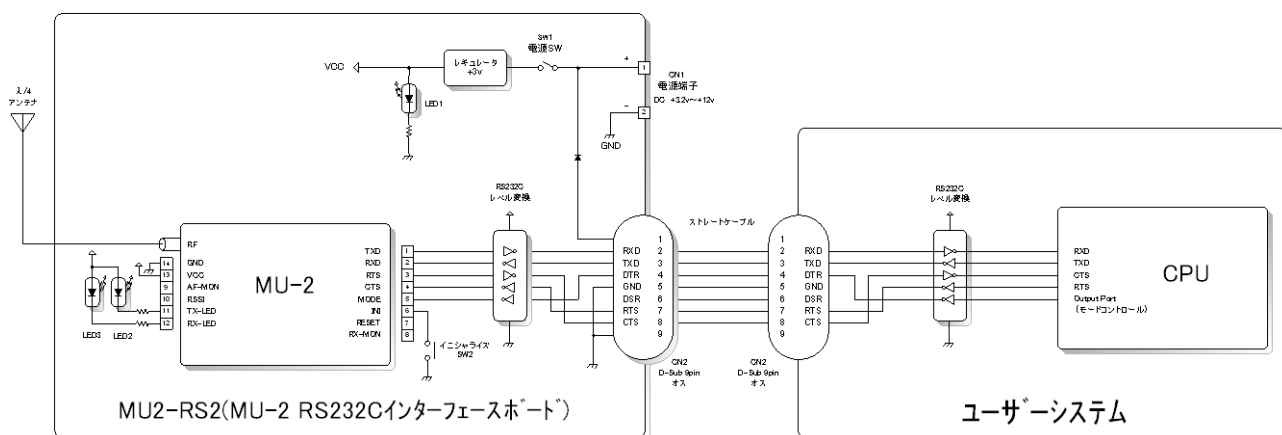 λ/4
アンテナ
VCC
レギュレータ
+3v
SW1
電源SW
LED1
+
1
CN1
電源端子
DC +3.2v~+12v
-
2
GND
RS232C
レベル変換
ストレートケーブル
RS232C
レベル変換
RF
14 GND
13 VCC
9 AF-MON
10 RSSI
11 TX-LED
12 RX-LED
LED3
LED2
MU-2
TXD 1
RXD 2
RTS 3
CTS 4
MODE 5
INI 6
RESET 7
RX-MON 8
イニシャライズ
SW2
1
RXD 2
TXD 3
DTR 4
GND 5
DSR 6
RTS 7
CTS 8
9
CN2
D-Sub 9pin
オス
1
2 RXD
3 TXD
4 DTR
5 GND
6 DSR
7 RTS
8 CTS
9
CN2
D-Sub 9pin
オス
RXD
TXD
CTS
RTS
Output Port
(モードコントロール)
CPU
MU2-RS2(MU-2 RS232Cインターフェースボード)
ユーザーシステム